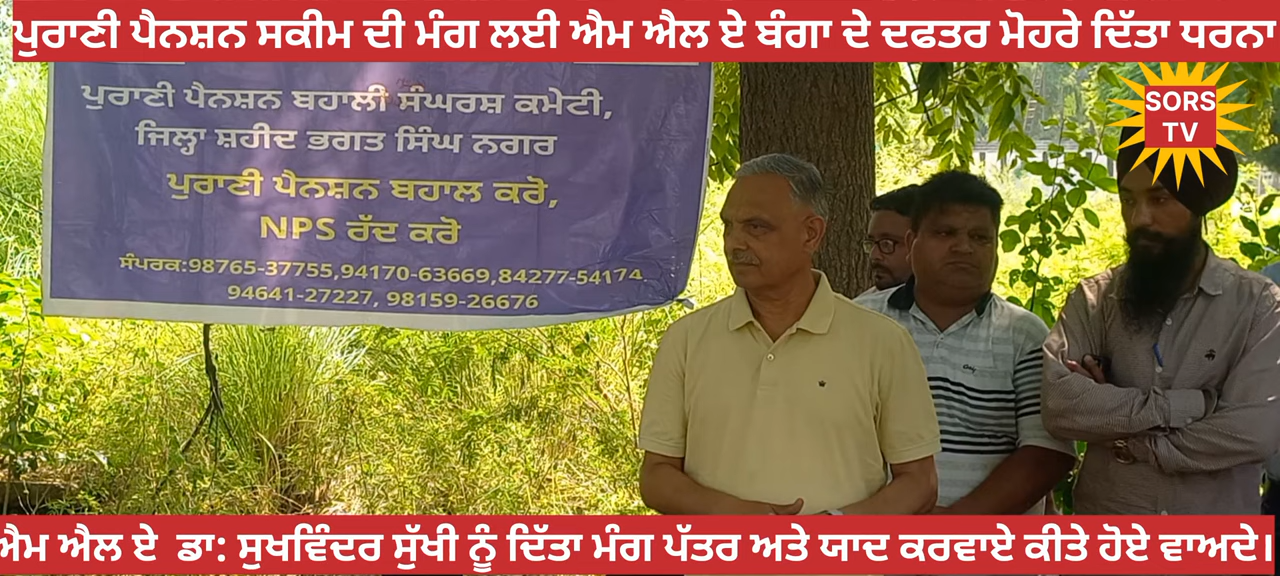 ਪੁਰਾਣੀ ਪੈਨਸ਼ਨ ਸਕੀਮ ਦੀ ਮੰਗ ਲਈ ਐਮ ਐਲ ਏ ਬੰਗਾ ਦੇ ਦਫਤਰ ਮੋਹਰੇ ਦਿੱਤਾ ਧਰਨਾ
SORS
TV
ਪੁਰਾਣੀ ਪੈਨਸ਼ਨ ਬਹਾਲੀ ਸੰਘਰਸ਼ ਕਮੇਟੀ,
ਜਿਲ੍ਹਾ ਸ਼ਹੀਦ ਭਗਤ ਸਿੰਘ ਨਗਰ
ਪੁਰਾਣੀ ਪੈਨਸ਼ਨ ਬਹਾਲ ਕਰੋ,
NPS ਰੱਦ ਕਰੋ
ਸੰਪਰਕ:98765-37755,94170-63669,84277-54174
94641-27227, 98159-26676
ਐਮ ਐਲ ਏ ਡਾ: ਸੁਖਵਿੰਦਰ ਸੁੱਖੀ ਨੂੰ ਦਿੱਤਾ ਮੰਗ ਪੱਤਰ ਅਤੇ ਯਾਦ ਕਰਵਾਏ ਕੀਤੇ ਹੋਏ ਵਾਅਦੇ।